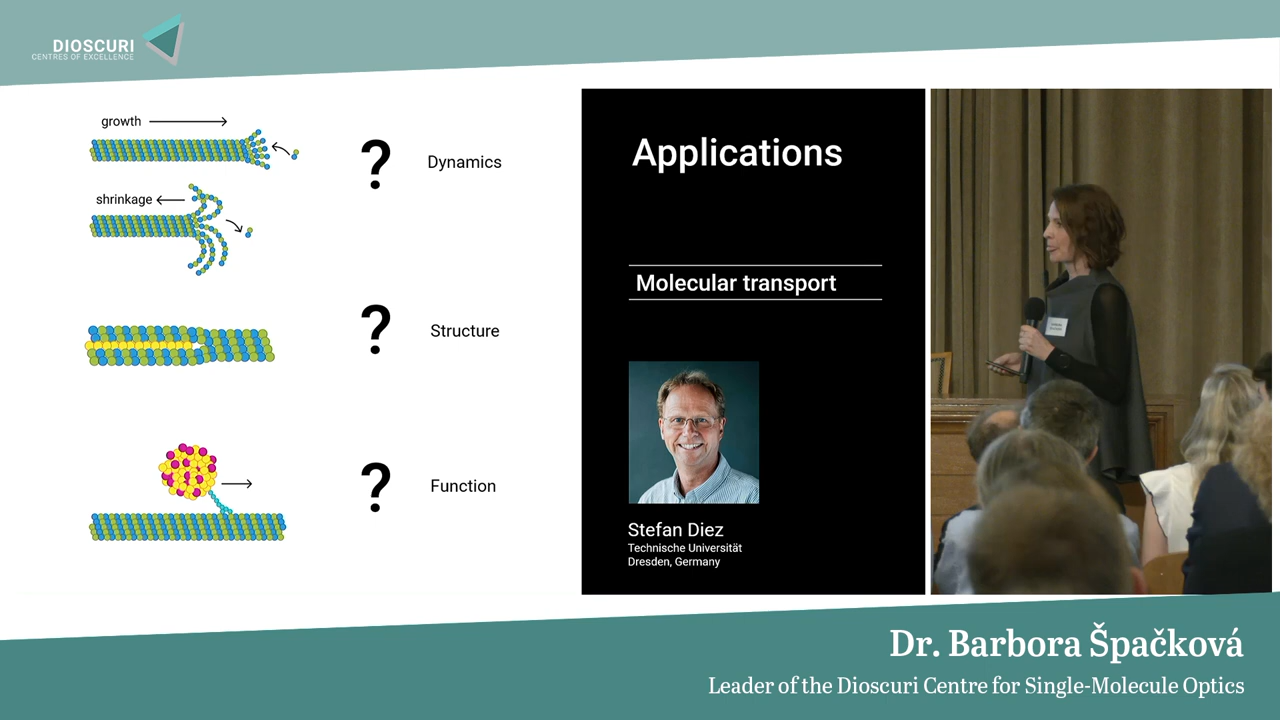 DIOSCURI
CENTRES OF EXCELLENCE
growth
shrinkage
?
Dynamics
?
Structure
?
Function
Applications
Molecular transport
Stefan Diez
Technische Universität
Dresden, Germany
Dr. Barbora Špačková
Leader of the Dioscuri Centre for Single-Molecule Optics